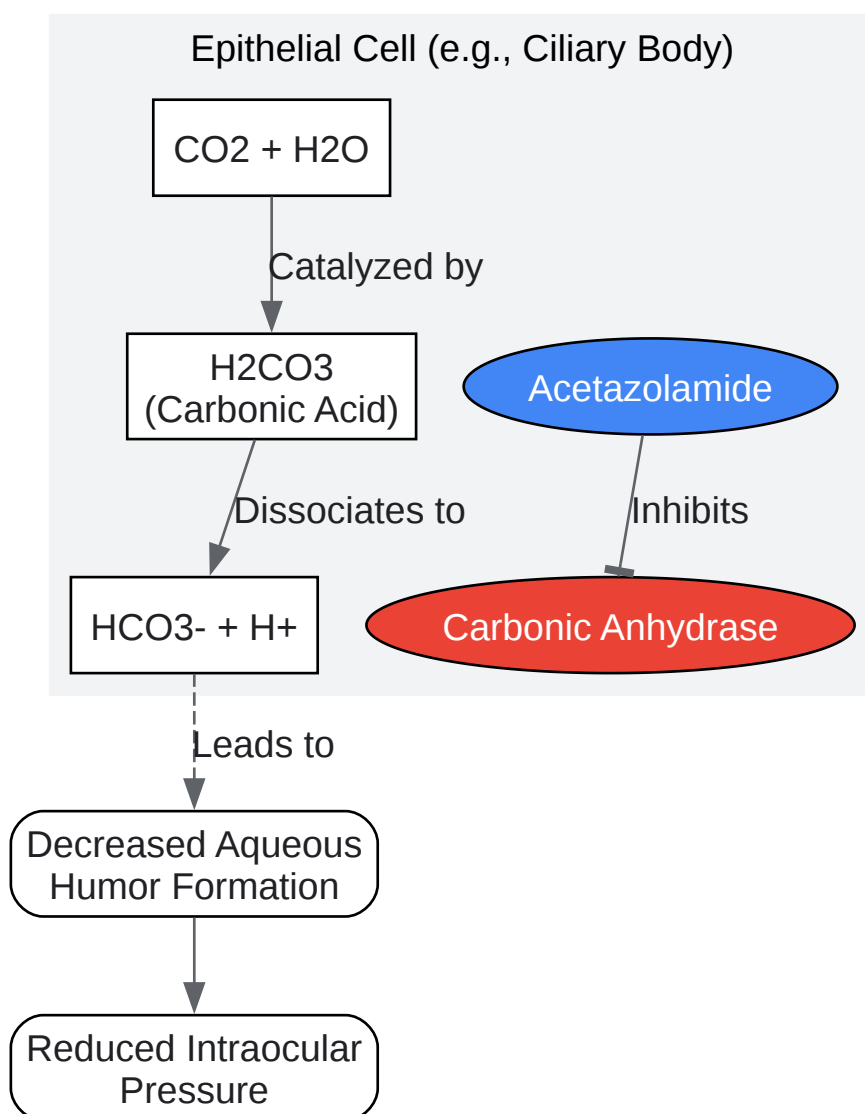 Epithelial Cell (e.g., Ciliary Body)
CO2 + H2O
Catalyzed by
H2CO3
(Carbonic Acid)
Acetazolamide
Dissociates to
Inhibits
HCO3- + H+
Carbonic Anhydrase
Leads to
Decreased Aqueous
Humor Formation
Reduced Intraocular
Pressure